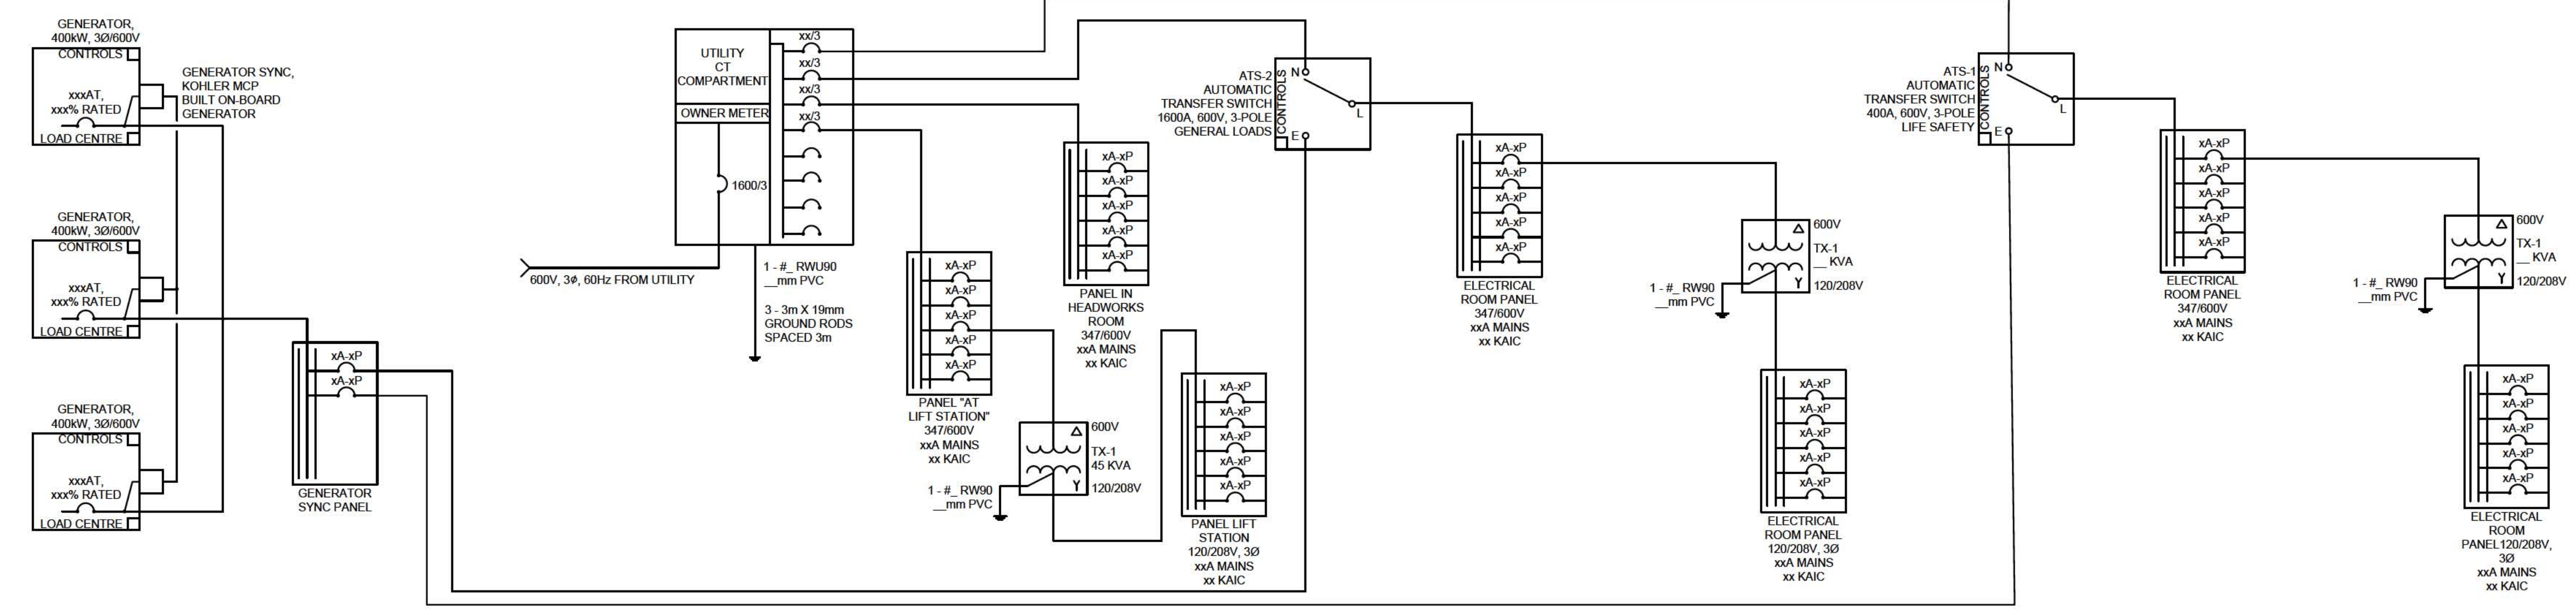 GENERATOR,
400kW, 3Ø/600V
CONTROLS
xxxAT,
xxx% RATED
LOAD CENTRE
GENERATOR SYNC,
KOHLER MCP
BUILT ON-BOARD
GENERATOR
GENERATOR,
400kW, 3Ø/600V
CONTROLS
xxxAT,
xxx% RATED
LOAD CENTRE
GENERATOR,
400kW, 3Ø/600V
CONTROLS
xxxAT,
xxx% RATED
LOAD CENTRE
xA-xP
xA-xP
GENERATOR
SYNC PANEL
600V, 3ø, 60Hz FROM UTILITY
UTILITY
CT
COMPARTMENT
OWNER METER
1600/3
xx/3
xx/3
xx/3
xx/3
1 - #_ RWU90
__mm PVC
3 - 3m X 19mm
GROUND RODS
SPACED 3m
xA-xP
xA-xP
xA-xP
xA-xP
xA-xP
PANEL "AT
LIFT STATION"
347/600V
xxA MAINS
xx KAIC
xA-xP
xA-xP
xA-xP
xA-xP
xA-xP
PANEL IN
HEADWORKS
ROOM
347/600V
xxA MAINS
xx KAIC
600V
TX-1
45 KVA
120/208V
Y
1 - #_ RW90
__mm PVC
xA-xP
xA-xP
xA-xP
xA-xP
xA-xP
PANEL LIFT
STATION
120/208V, 3Ø
xxA MAINS
xx KAIC
ATS-2
AUTOMATIC
TRANSFER SWITCH
1600A, 600V, 3-POLE
GENERAL LOADS
CONTROLS
N
L
E
xA-xP
xA-xP
xA-xP
xA-xP
xA-xP
ELECTRICAL
ROOM PANEL
347/600V
xxA MAINS
xx KAIC
600V
TX-1
__ KVA
120/208V
Y
1 - #_ RW90
__mm PVC
xA-xP
xA-xP
xA-xP
xA-xP
xA-xP
ELECTRICAL
ROOM PANEL
120/208V, 3Ø
xxA MAINS
xx KAIC
ATS-1
AUTOMATIC
TRANSFER SWITCH
400A, 600V, 3-POLE
LIFE SAFETY
CONTROLS
N
L
E
xA-xP
xA-xP
xA-xP
xA-xP
xA-xP
ELECTRICAL
ROOM PANEL
347/600V
xxA MAINS
xx KAIC
600V
TX-1
__ KVA
120/208V
Y
1 - #_ RW90
__mm PVC
xA-xP
xA-xP
xA-xP
xA-xP
xA-xP
ELECTRICAL
ROOM
PANEL120/208V,
3Ø
xxA MAINS
xx KAIC